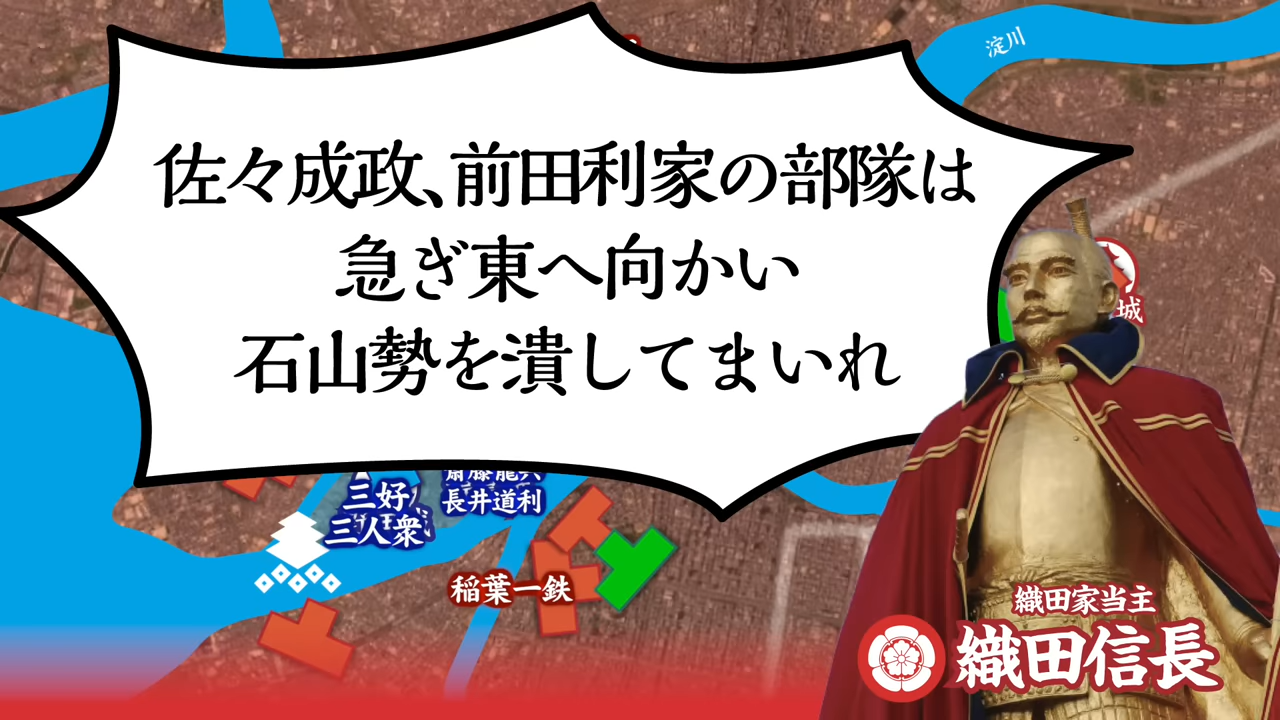 淀川
佐々成政、前田利家の部隊は
急ぎ東へ向かい
石山勢を潰してまいれ
城
三好
三人衆
長井道利
稲葉一鉄
織田家当主
織田信長